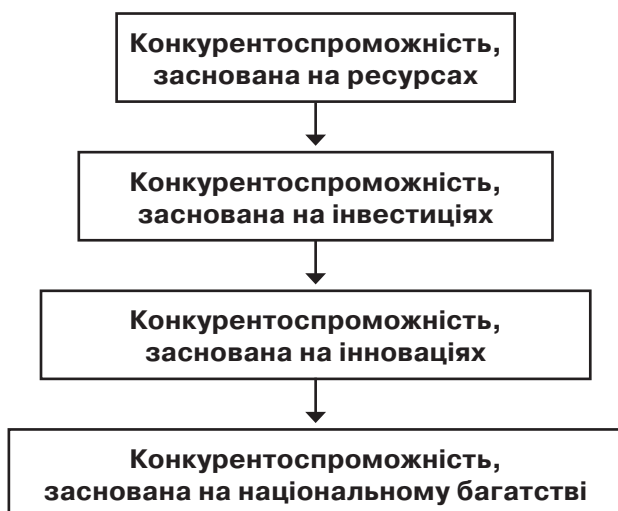 Конкурентоспроможність,
заснована на ресурсах
Конкурентоспроможність,
заснована на інвестиціях
Конкурентоспроможність,
заснована на інноваціях
Конкурентоспроможність,
заснована на національному багатстві